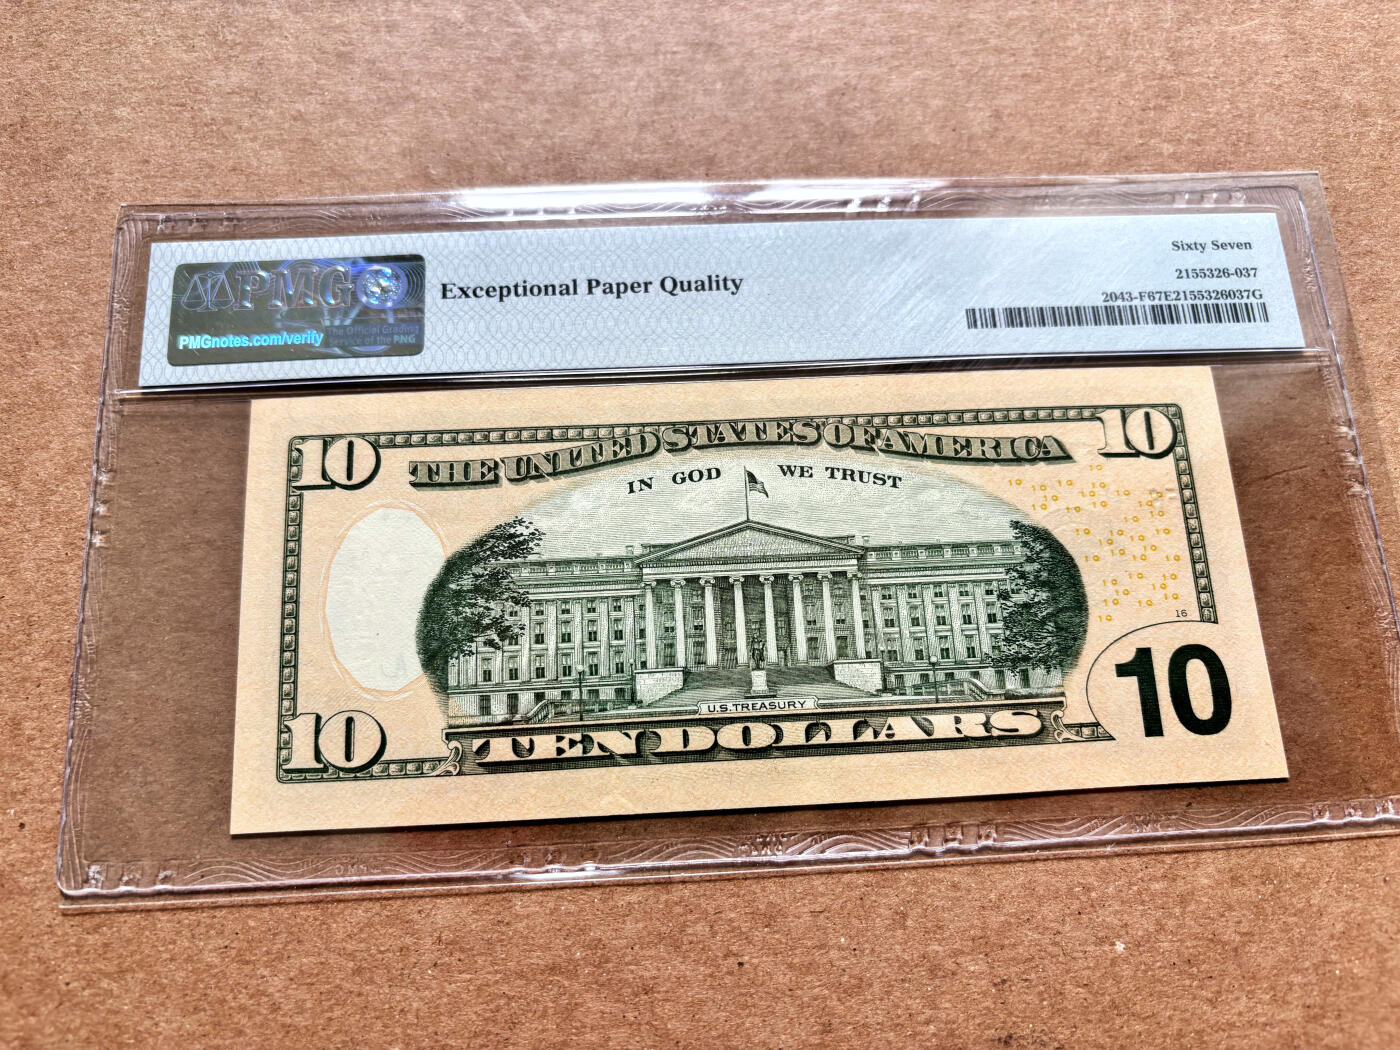 PMG
PMGnotes.com/verify
The Official Grading
Service of the PNG
Exceptional Paper Quality
Sixty Seven
2155326-037
2043-F67E2155326037G
10
THE UNITED STATES OF AMERICA
10
IN GOD WE TRUST
16
U.S. TREASURY
10
TEN DOLLARS
10